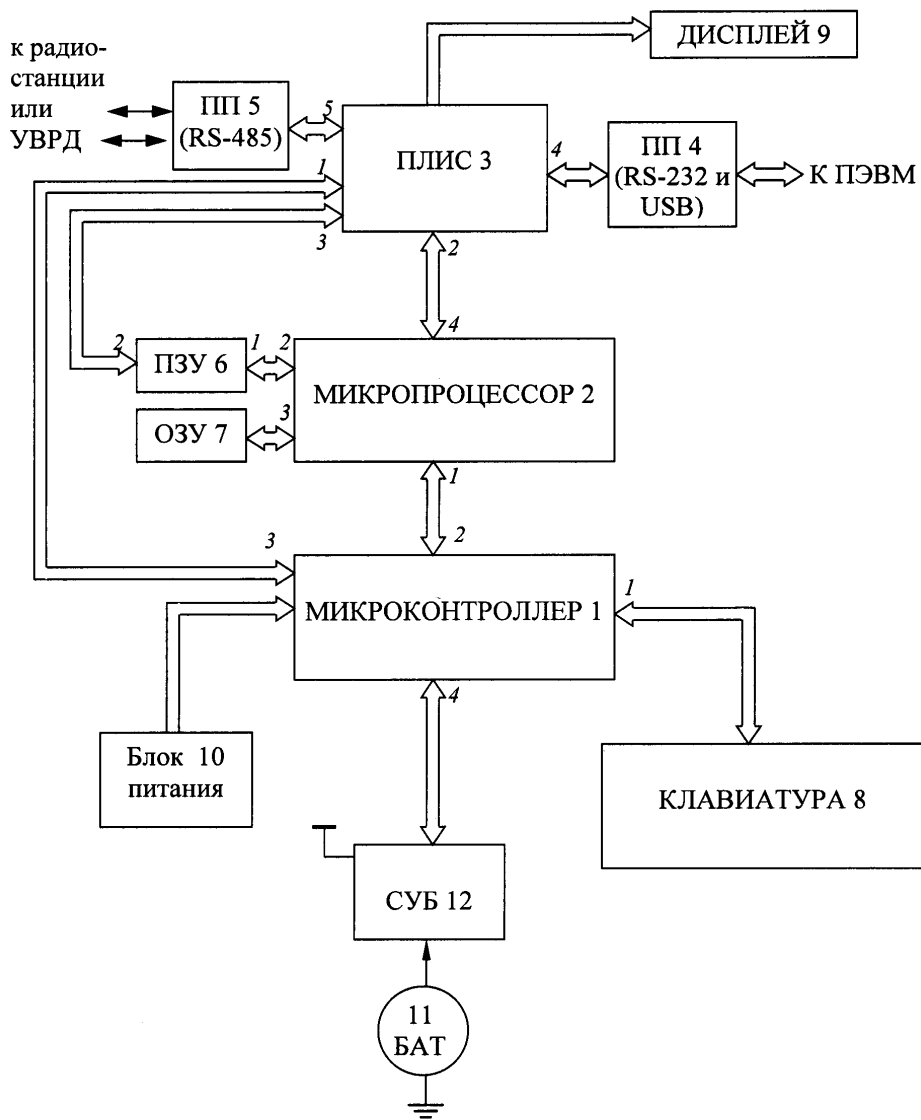 ДИСПЛЕЙ 9
к радио-
станции
или
УВРД
ПП 5
(RS-485)
5
1
3
ПЛИС 3
4
2
ПП 4
(RS-232 и
USB)
К ПЭВМ
4
2
ПЗУ 6
1
2
ОЗУ 7
3
МИКРОПРОЦЕССОР 2
1
2
3
МИКРОКОНТРОЛЛЕР 1
1
4
Блок 10
питания
КЛАВИАТУРА 8
СУБ 12
11
БАТ